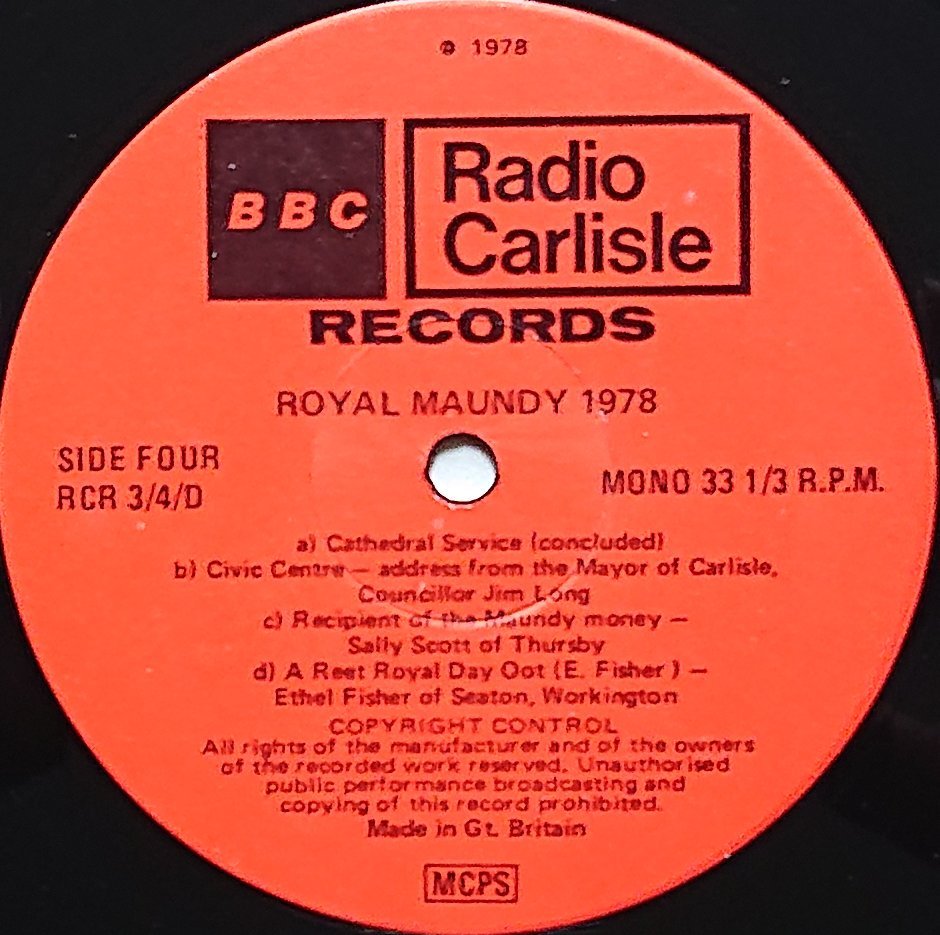 ℗ 1978
BBC
Radio
Carlisle
RECORDS
ROYAL MAUNDY 1978
SIDE FOUR
RCR 3/4/D
MONO 33 1/3 R.P.M.
a) Cathedral Service (concluded)
b) Civic Centre — address from the Mayor of Carlisle,
Councillor Jim Long
c) Recipient of the Maundy money —
Sally Scott of Thursby
d) A Reet Royal Day Oot (E. Fisher ) —
Ethel Fisher of Seaton, Workington
COPYRIGHT CONTROL
All rights of the manufacturer and of the owners
of the recorded work reserved. Unauthorised
public performance broadcasting and
copying of this record prohibited.
Made in Gt. Britain
MCPS